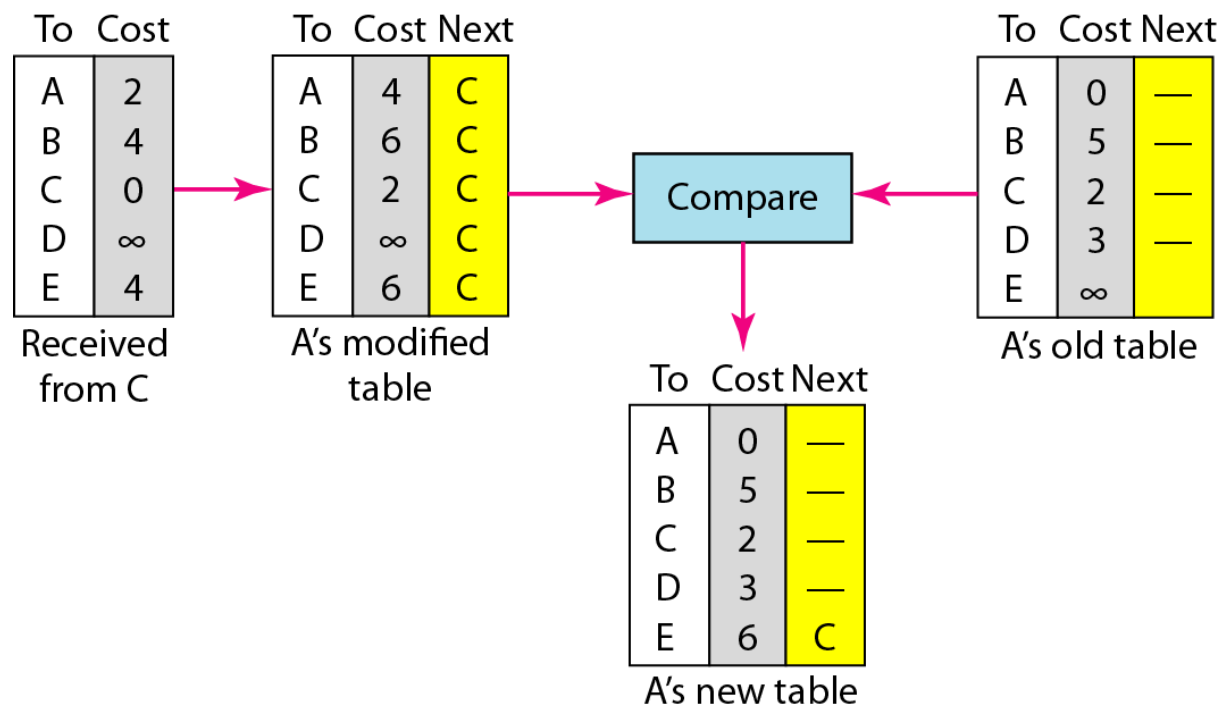 To Cost
A 2
B 4
C 0
D ∞
E 4
Received
from C
To Cost Next
A 4 C
B 6 C
C 2 C
D ∞ C
E 6 C
A's modified
table
Compare
To Cost Next
A 0 —
B 5 —
C 2 —
D 3 —
E ∞
A's old table
To Cost Next
A 0 —
B 5 —
C 2 —
D 3 —
E 6 C
A's new table